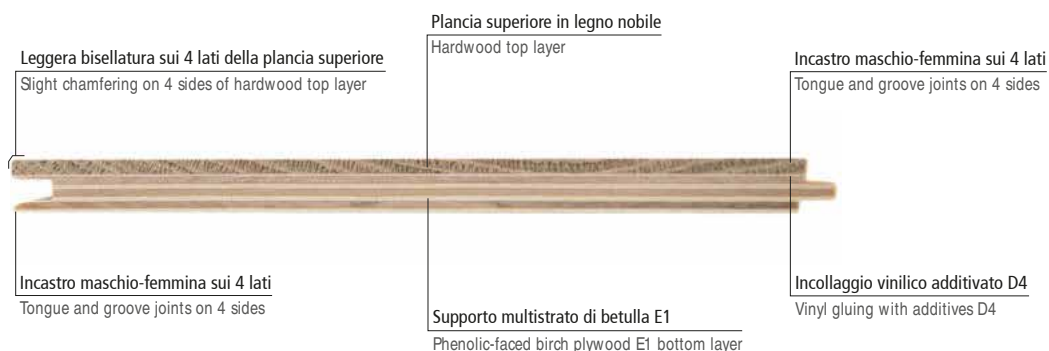 Plancia superiore in legno nobile
Hardwood top layer
Leggera bisellatura sui 4 lati della plancia superiore
Slight chamfering on 4 sides of hardwood top layer
Incastro maschio-femmina sui 4 lati
Tongue and groove joints on 4 sides
Incastro maschio-femmina sui 4 lati
Tongue and groove joints on 4 sides
Incollaggio vinilico additivato D4
Vinyl gluing with additives D4
Supporto multistrato di betulla E1
Phenolic-faced birch plywood E1 bottom layer